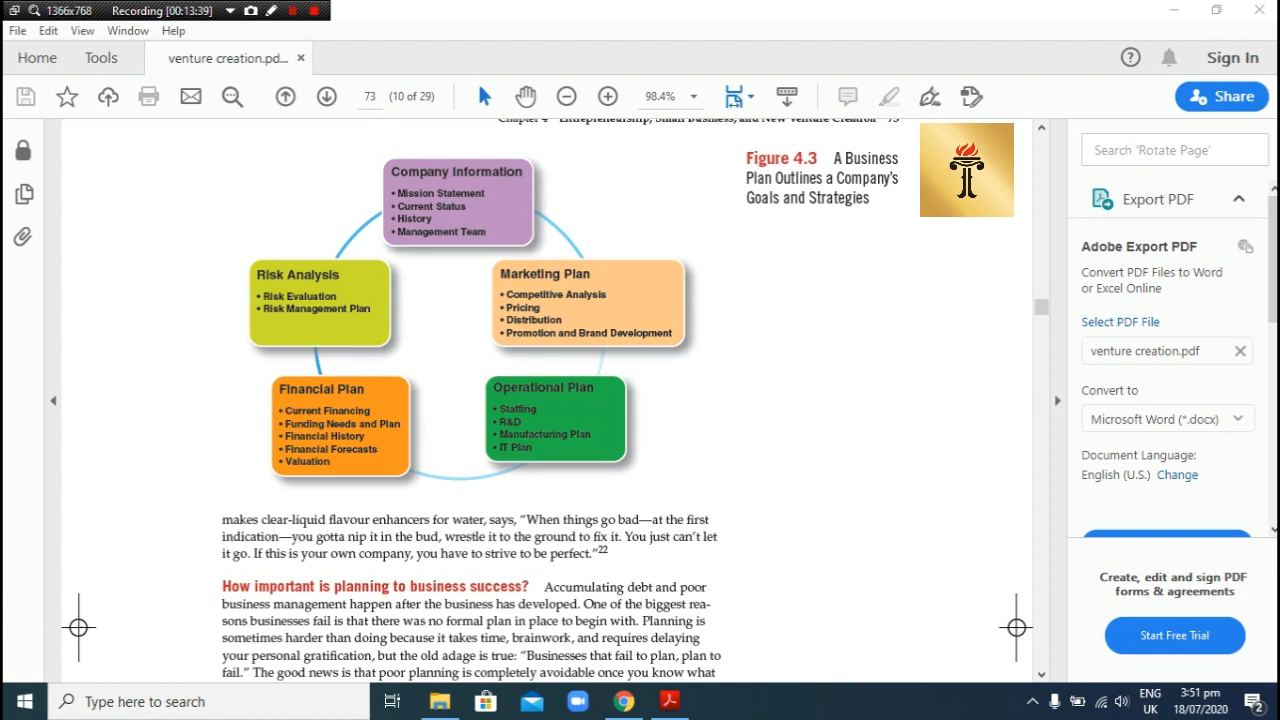 1366x768
Recording [00:13:39]
File Edit View Window Help
Home Tools venture creation.pd... ×
Sign In
73 (10 of 29)
98.4%
Share
Chapter 4 Entrepreneurship, Small Business, and New Venture Creation 73
Figure 4.3 A Business
Plan Outlines a Company's
Goals and Strategies
Company Information
• Mission Statement
• Current Status
• History
• Management Team
Risk Analysis
• Risk Evaluation
• Risk Management Plan
Marketing Plan
• Competitive Analysis
• Pricing
• Distribution
• Promotion and Brand Development
Financial Plan
• Current Financing
• Funding Needs and Plan
• Financial History
• Financial Forecasts
• Valuation
Operational Plan
• Staffing
• R&D
• Manufacturing Plan
• IT Plan
makes clear-liquid flavour enhancers for water, says, "When things go bad—at the first
indication—you gotta nip it in the bud, wrestle it to the ground to fix it. You just can't let
it go. If this is your own company, you have to strive to be perfect."22
How important is planning to business success? Accumulating debt and poor
business management happen after the business has developed. One of the biggest rea-
sons businesses fail is that there was no formal plan in place to begin with. Planning is
sometimes harder than doing because it takes time, brainwork, and requires delaying
your personal gratification, but the old adage is true: "Businesses that fail to plan, plan to
fail." The good news is that poor planning is completely avoidable once you know what
Search 'Rotate Page'
Export PDF
Adobe Export PDF
Convert PDF Files to Word
or Excel Online
Select PDF File
venture creation.pdf
Convert to
Microsoft Word (*.docx)
Document Language:
English (U.S.) Change
Create, edit and sign PDF
forms & agreements
Start Free Trial
Type here to search
ENG
UK
3:51 pm
18/07/2020
2